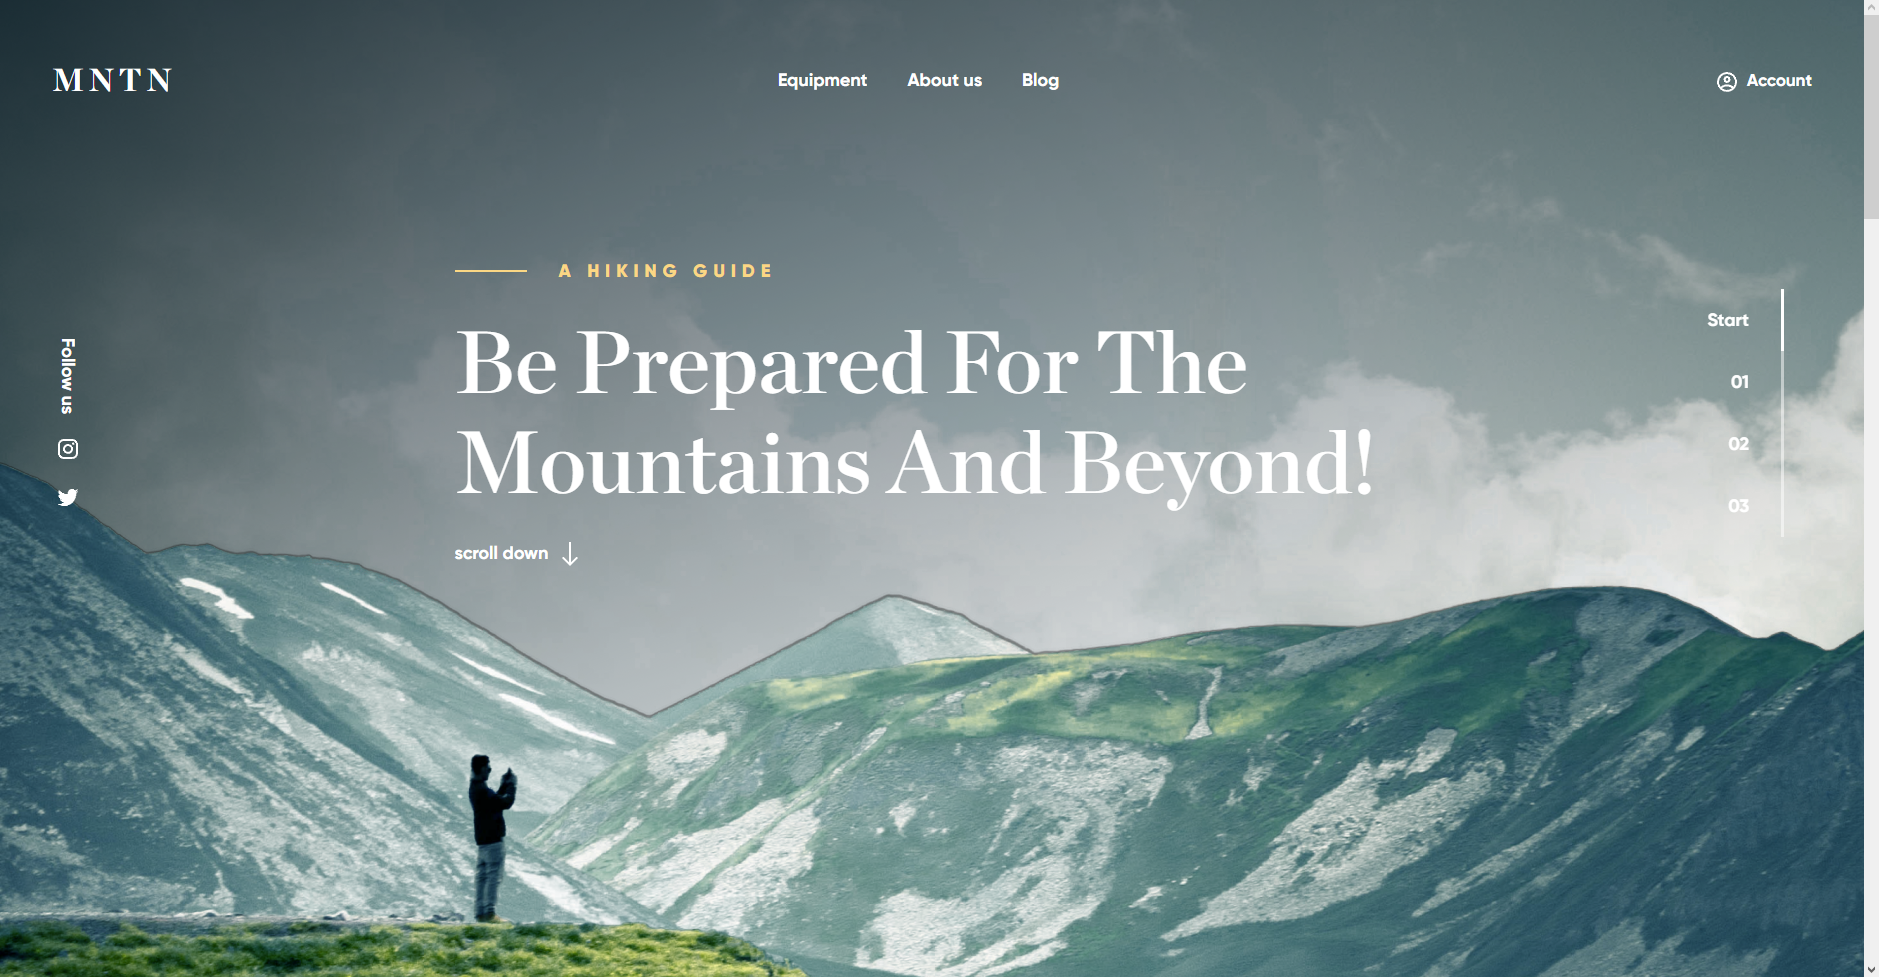 MNTN
Equipment
About us
Blog
Account
A HIKING GUIDE
Be Prepared For The
Mountains And Beyond!
scroll down
Follow us
Start
01
02
03